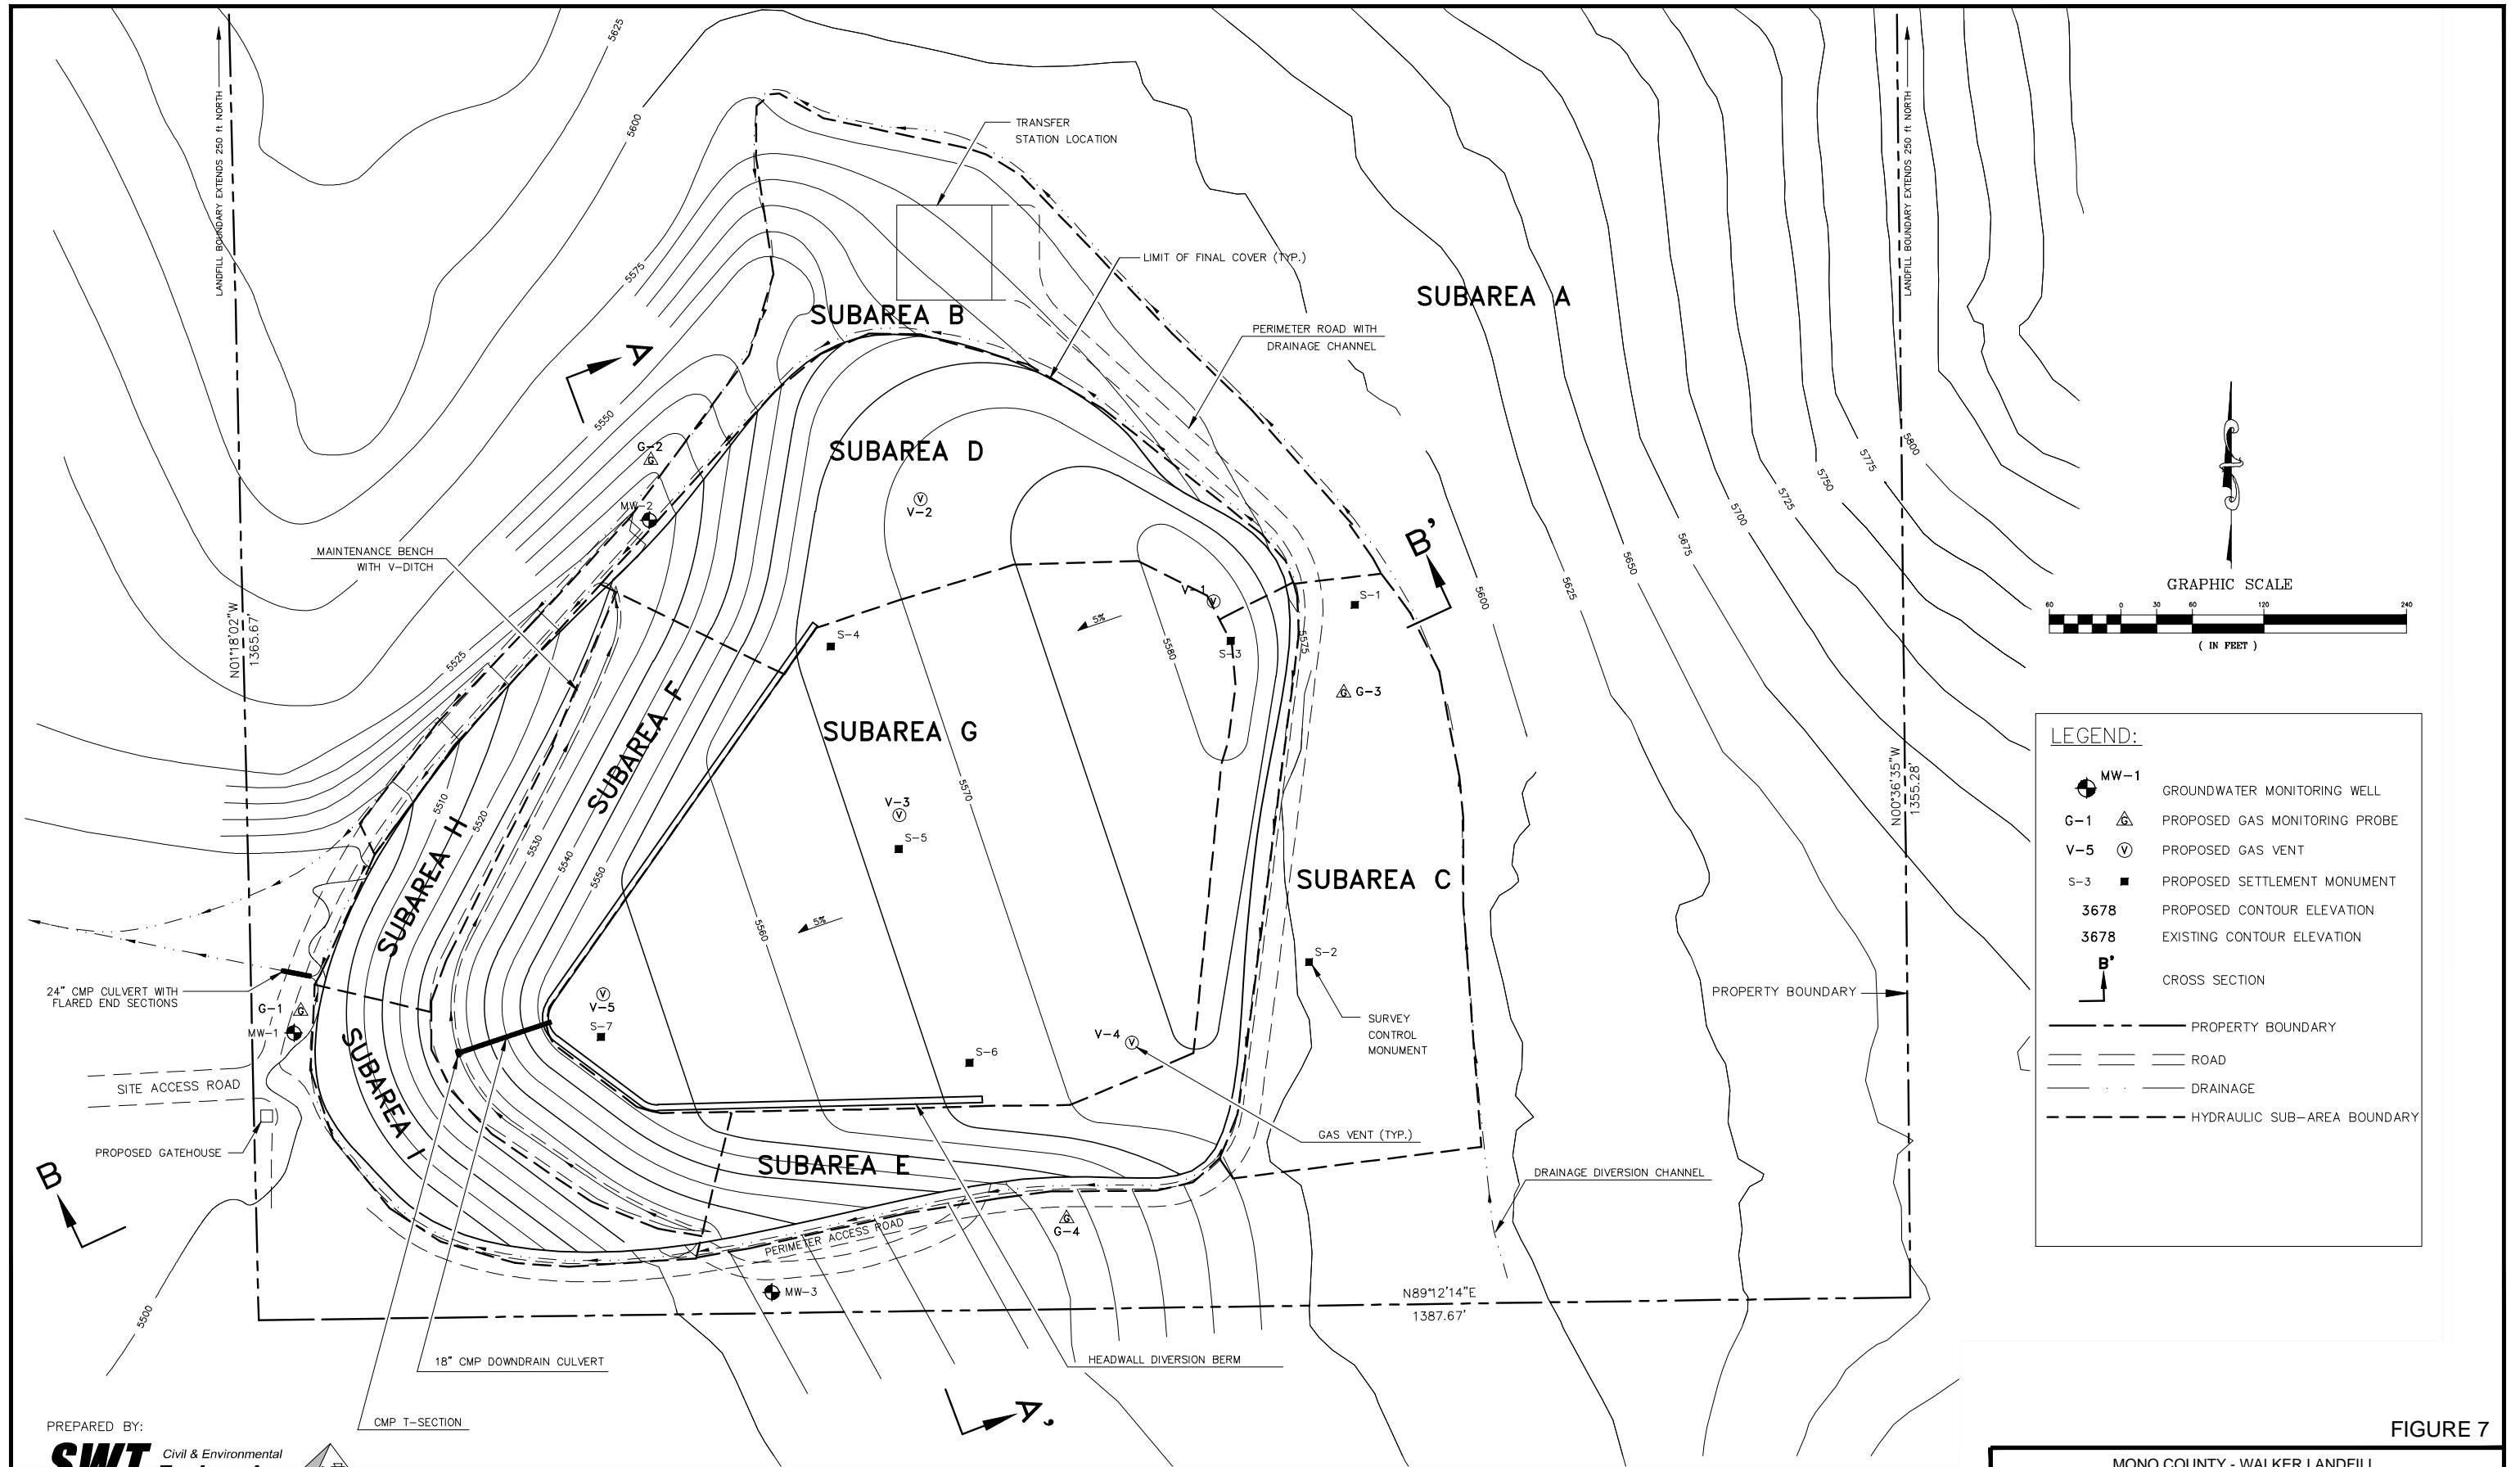 5625
LANDFILL BOUNDARY EXTENDS 250 ft NORTH
LANDFILL BOUNDARY EXTENDS 250 ft NORTH
5600
TRANSFER
STATION LOCATION
LIMIT OF FINAL COVER (TYP.)
SUBAREA A
5575
SUBAREA B
PERIMETER ROAD WITH
DRAINAGE CHANNEL
A
5550
G-2
G
SUBAREA D
5800
5775
5750
5725
5700
5675
5650
5625
5600
V
V-2
MW-2
MAINTENANCE BENCH
WITH V-DITCH
B'
GRAPHIC SCALE
60 0 30 60 120 240
( IN FEET )
V-1
V
S-1
5%
N01°18'02"W
1365.67'
5525
S-4
5580
S-3
5575
G G-3
SUBAREA F
SUBAREA G
LEGEND:
MW-1
GROUNDWATER MONITORING WELL
G-1 G PROPOSED GAS MONITORING PROBE
V-5 V PROPOSED GAS VENT
S-3 PROPOSED SETTLEMENT MONUMENT
3678 PROPOSED CONTOUR ELEVATION
3678 EXISTING CONTOUR ELEVATION
B'
CROSS SECTION
PROPERTY BOUNDARY
ROAD
DRAINAGE
HYDRAULIC SUB-AREA BOUNDARY
N00°36'35"W
1355.28'
5570
V-3
V
S-5
5510
5520
5530
5540
5550
SUBAREA H
SUBAREA C
5560
5%
S-2
PROPERTY BOUNDARY
24" CMP CULVERT WITH
FLARED END SECTIONS
G-1 G
MW-1
V
V-5
S-7
V-4 V
S-6
SURVEY
CONTROL
MONUMENT
SUBAREA I
SITE ACCESS ROAD
PROPOSED GATEHOUSE
GAS VENT (TYP.)
SUBAREA E
DRAINAGE DIVERSION CHANNEL
B
PERIMETER ACCESS ROAD
G
G-4
MW-3
N89°12'14"E
1387.67'
5500
18" CMP DOWNDRAIN CULVERT
HEADWALL DIVERSION BERM
CMP T-SECTION
A'
PREPARED BY:
SWT
Civil & Environmental
FIGURE 7
MONO COUNTY - WALKER LANDFILL